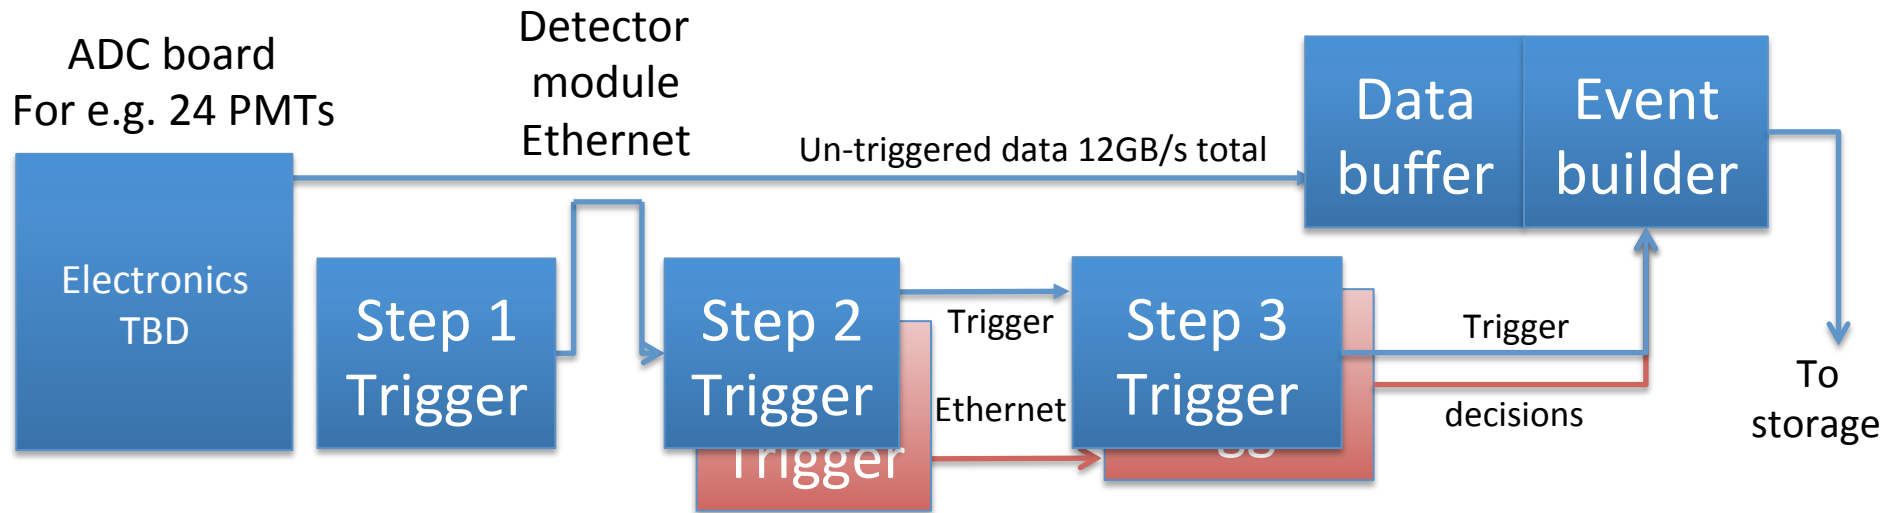 ADC board
For e.g. 24 PMTs
Detector
module
Ethernet
Un-triggered data 12GB/s total
Data
buffer
Event
builder
Electronics
TBD
Step 1
Trigger
Step 2
Trigger
Trigger
Trigger
Ethernet
Step 3
Trigger
Trigger
decisions
To
storage